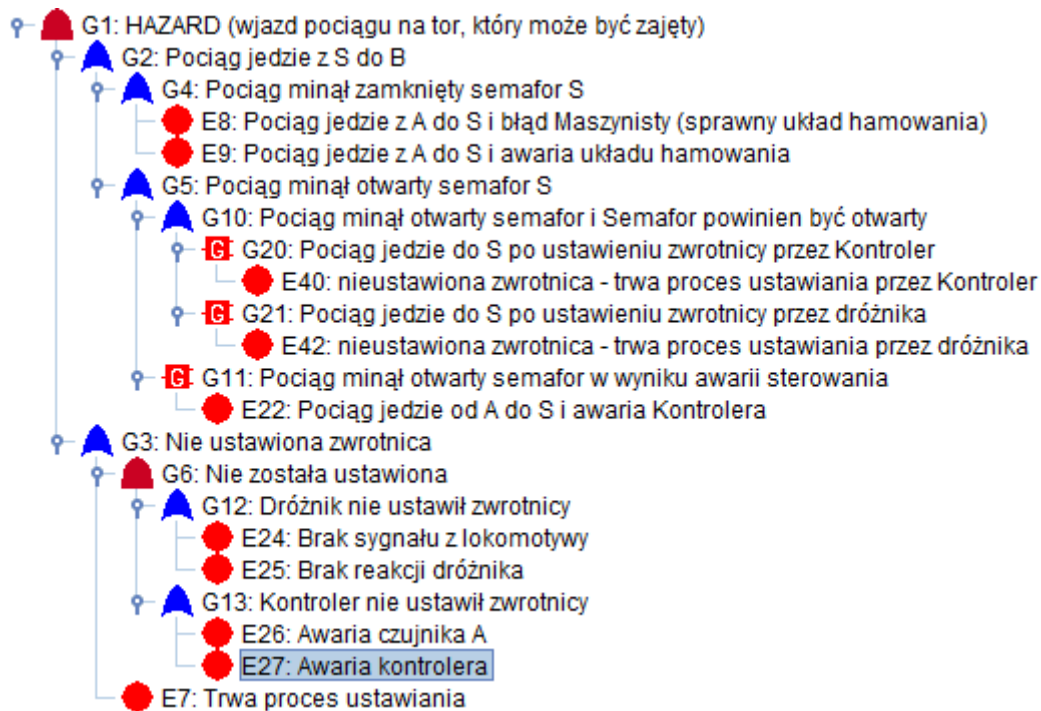 G1: HAZARD (wjazd pociągu na tor, który może być zajęty)
G2: Pociąg jedzie z S do B
G4: Pociąg minął zamknięty semafor S
E8: Pociąg jedzie z A do S i błąd Maszynisty (sprawny układ hamowania)
E9: Pociąg jedzie z A do S i awaria układu hamowania
G5: Pociąg minął otwarty semafor S
G10: Pociąg minął otwarty semafor i Semafor powinien być otwarty
G G20: Pociąg jedzie do S po ustawieniu zwrotnicy przez Kontroler
E40: nieustawiona zwrotnica - trwa proces ustawiania przez Kontroler
G G21: Pociąg jedzie do S po ustawieniu zwrotnicy przez dróżnika
E42: nieustawiona zwrotnica - trwa proces ustawiania przez dróżnika
G G11: Pociąg minął otwarty semafor w wyniku awarii sterowania
E22: Pociąg jedzie od A do S i awaria Kontrolera
G3: Nie ustawiona zwrotnica
G6: Nie została ustawiona
G12: Dróżnik nie ustawił zwrotnicy
E24: Brak sygnału z lokomotywy
E25: Brak reakcji dróżnika
G13: Kontroler nie ustawił zwrotnicy
E26: Awaria czujnika A
E27: Awaria kontrolera
E7: Trwa proces ustawiania